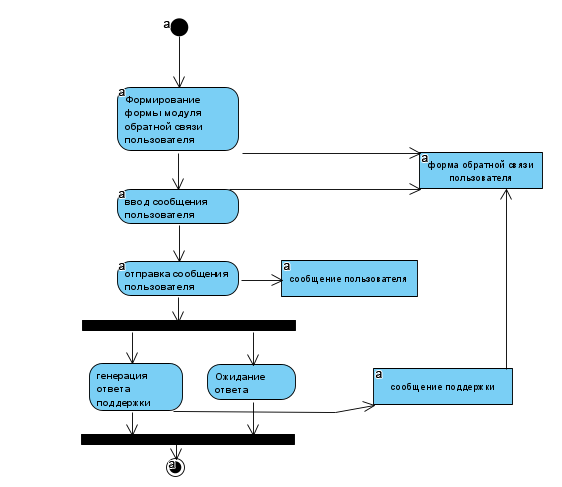 a
a
Формирование
формы модуля
обратной связи
пользователя
a
форма обратной связи
пользователя
a
ввод сообщения
пользователя
a
отправка сообщения
пользователя
a
сообщение пользователя
генерация
ответа
поддержки
Ожидание
ответа
a
сообщение поддержки
a